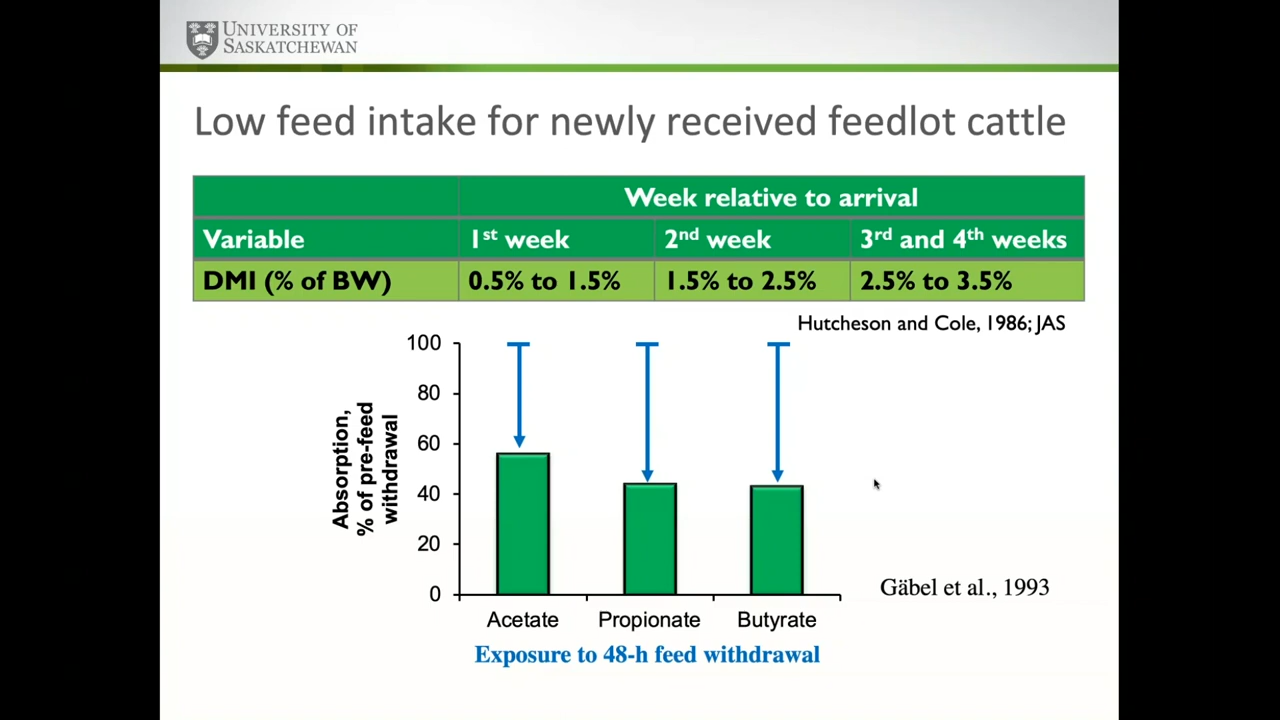 UNIVERSITY OF
SASKATCHEWAN
Low feed intake for newly received feedlot cattle
Week relative to arrival
Variable 1st week 2nd week 3rd and 4th weeks
DMI (% of BW) 0.5% to 1.5% 1.5% to 2.5% 2.5% to 3.5%
Hutcheson and Cole, 1986; JAS
Absorption,
% of pre-feed
withdrawal
100
80
60
40
20
0
Acetate Propionate Butyrate
Gäbel et al., 1993
Exposure to 48-h feed withdrawal